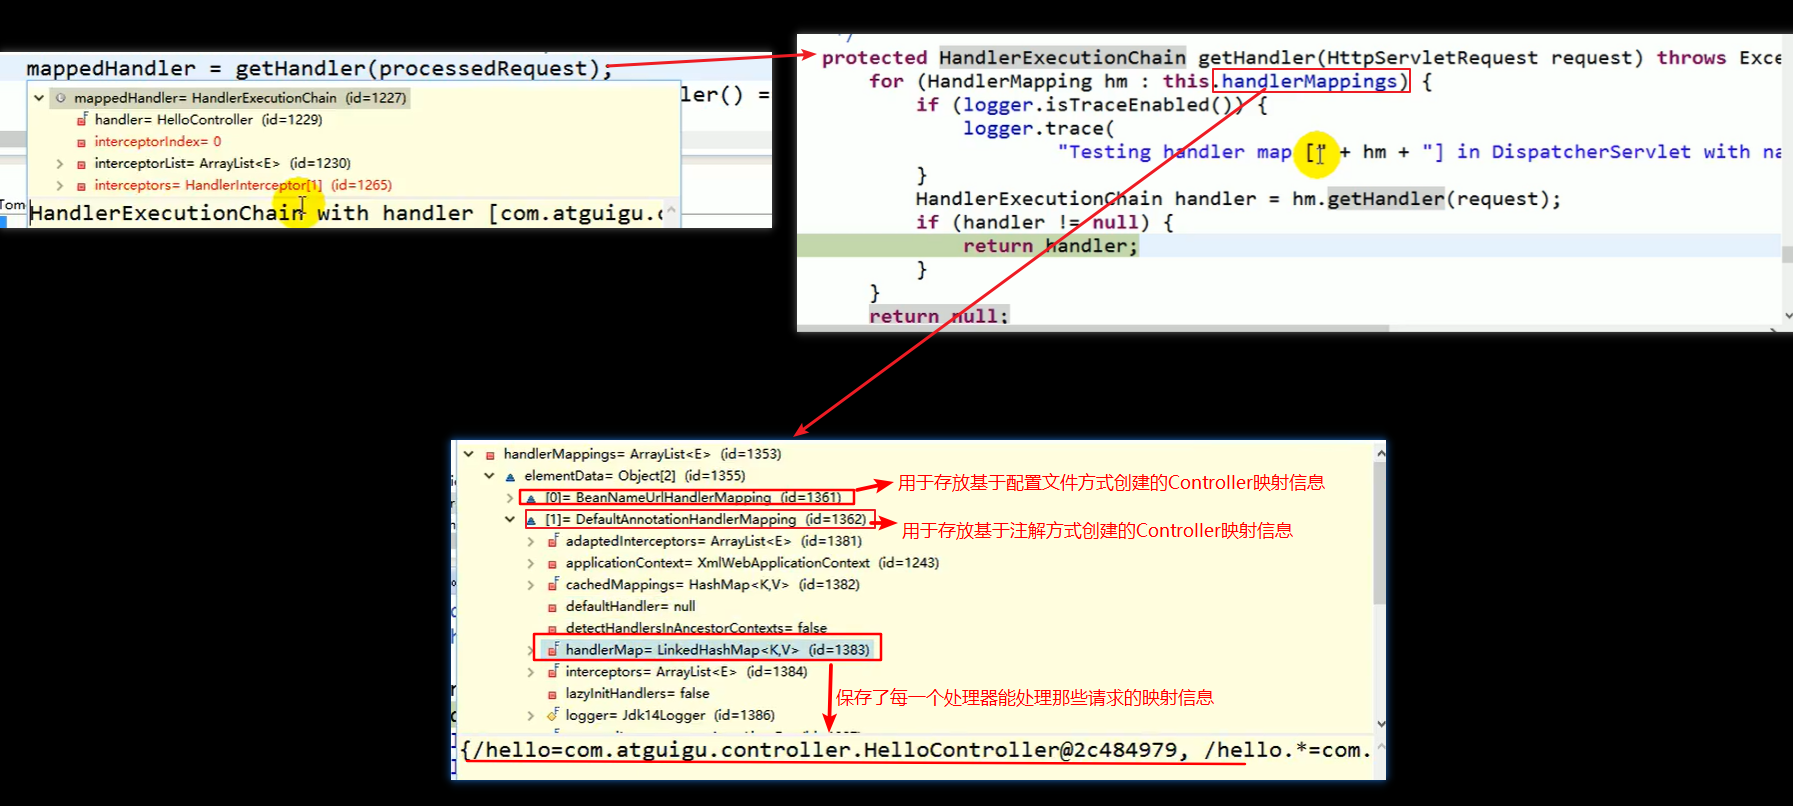 mappedHandler = getHandler(processedRequest);
ler() =
mappedHandler= HandlerExecutionChain (id=1227)
handler= HelloController (id=1229)
interceptorIndex= 0
interceptorList= ArrayList<E> (id=1230)
interceptors= HandlerInterceptor[1] (id=1265)
Tom
HandlerExecutionChain with handler [com.atguigu.c
*/
protected HandlerExecutionChain getHandler(HttpServletRequest request) throws Exce
for (HandlerMapping hm : this.handlerMappings) {
if (logger.isTraceEnabled()) {
logger.trace(
"Testing handler map [" + hm + "] in DispatcherServlet with na
}
HandlerExecutionChain handler = hm.getHandler(request);
if (handler != null) {
return handler;
}
}
return null;
handlerMappings= ArrayList<E> (id=1353)
elementData= Object[2] (id=1355)
[0]= BeanNameUrlHandlerMapping (id=1361)
用于存放基于配置文件方式创建的Controller映射信息
[1]= DefaultAnnotationHandlerMapping (id=1362)
用于存放基于注解方式创建的Controller映射信息
adaptedInterceptors= ArrayList<E> (id=1381)
applicationContext= XmlWebApplicationContext (id=1243)
cachedMappings= HashMap<K,V> (id=1382)
defaultHandler= null
detectHandlersInAncestorContexts= false
handlerMap= LinkedHashMap<K,V> (id=1383)
interceptors= ArrayList<E> (id=1384)
lazyInitHandlers= false
保存了每一个处理器能处理那些请求的映射信息
logger= Jdk14Logger (id=1386)
{/hello=com.atguigu.controller.HelloController@2c484979, /hello.*=com.